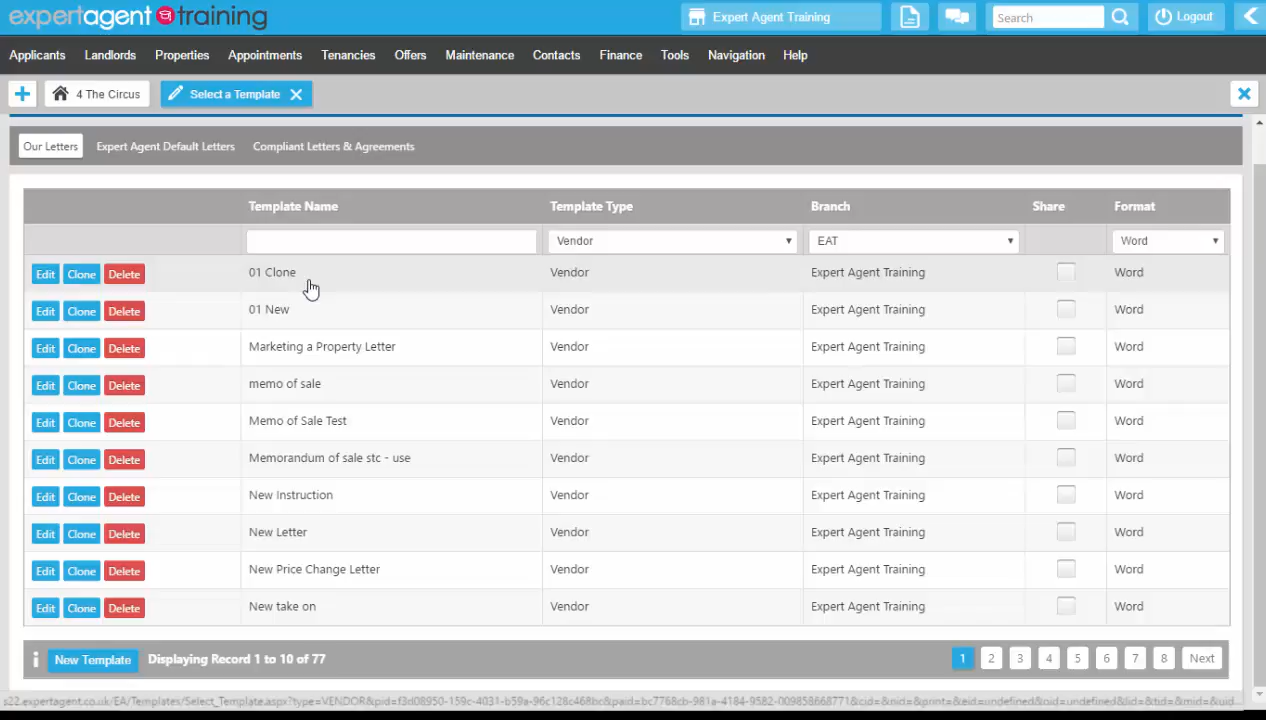 expertagent training
Expert Agent Training
Search
Logout
Applicants Landlords Properties Appointments Tenancies Offers Maintenance Contacts Finance Tools Navigation Help
4 The Circus
Select a Template
Our Letters Expert Agent Default Letters Compliant Letters & Agreements
Template Name Template Type Branch Share Format
Vendor EAT Word
Edit Clone Delete 01 Clone Vendor Expert Agent Training Word
Edit Clone Delete 01 New Vendor Expert Agent Training Word
Edit Clone Delete Marketing a Property Letter Vendor Expert Agent Training Word
Edit Clone Delete memo of sale Vendor Expert Agent Training Word
Edit Clone Delete Memo of Sale Test Vendor Expert Agent Training Word
Edit Clone Delete Memorandum of sale stc - use Vendor Expert Agent Training Word
Edit Clone Delete New Instruction Vendor Expert Agent Training Word
Edit Clone Delete New Letter Vendor Expert Agent Training Word
Edit Clone Delete New Price Change Letter Vendor Expert Agent Training Word
Edit Clone Delete New take on Vendor Expert Agent Training Word
New Template Displaying Record 1 to 10 of 77 1 2 3 4 5 6 7 8 Next